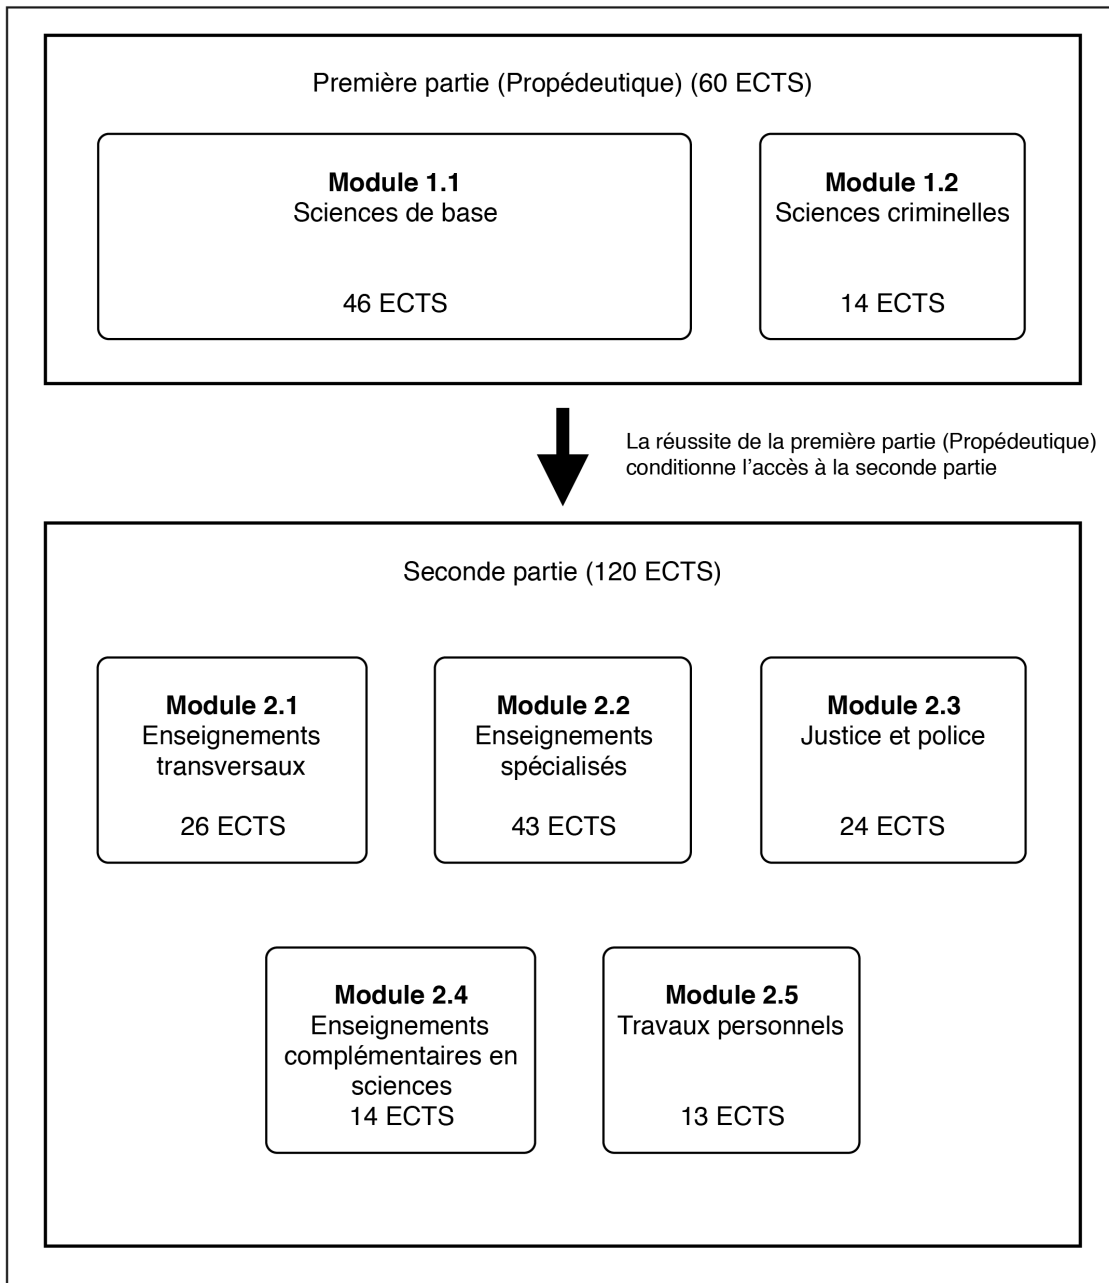 Première partie (Propédeutique) (60 ECTS)
Module 1.1
Sciences de base
46 ECTS
Module 1.2
Sciences criminelles
14 ECTS
La réussite de la première partie (Propédeutique)
conditionne l'accès à la seconde partie
Seconde partie (120 ECTS)
Module 2.1
Enseignements
transversaux
26 ECTS
Module 2.2
Enseignements
spécialisés
43 ECTS
Module 2.3
Justice et police
24 ECTS
Module 2.4
Enseignements
complémentaires en
sciences
14 ECTS
Module 2.5
Travaux personnels
13 ECTS